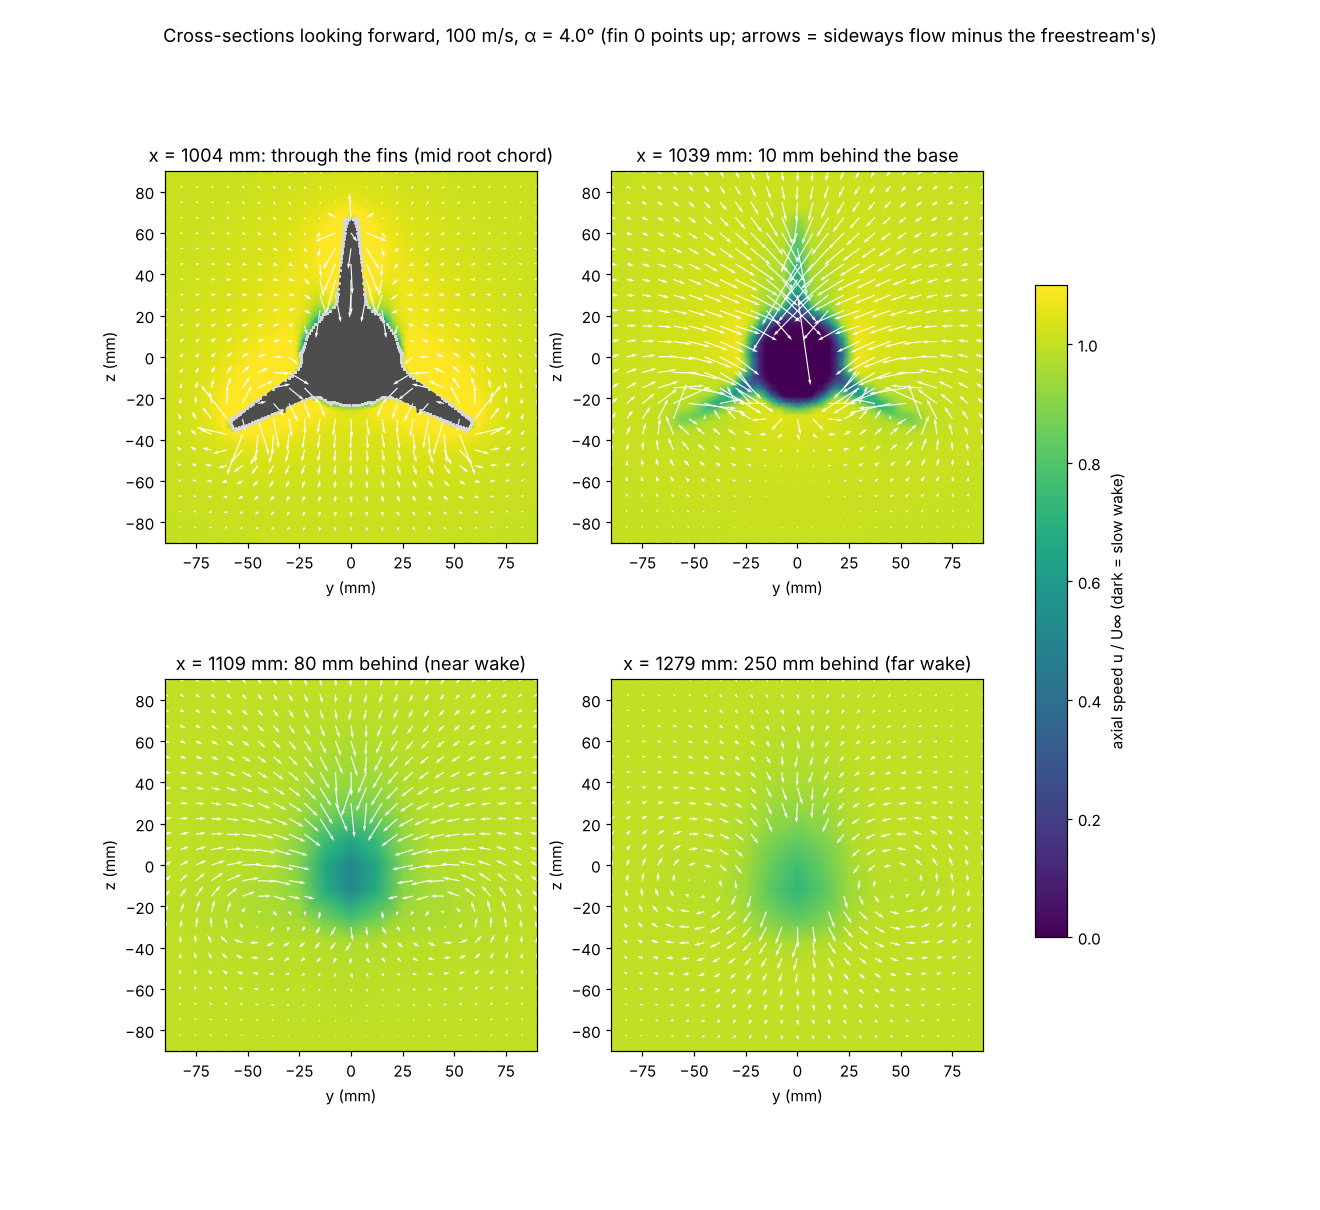 Cross-sections looking forward, 100 m/s, α = 4.0° (fin 0 points up; arrows = sideways flow minus the freestream's)
x = 1004 mm: through the fins (mid root chord)
80
60
40
20
0
−20
−40
−60
−80
z (mm)
−75 −50 −25 0 25 50 75
y (mm)
x = 1039 mm: 10 mm behind the base
80
60
40
20
0
−20
−40
−60
−80
z (mm)
−75 −50 −25 0 25 50 75
y (mm)
x = 1109 mm: 80 mm behind (near wake)
80
60
40
20
0
−20
−40
−60
−80
z (mm)
−75 −50 −25 0 25 50 75
y (mm)
x = 1279 mm: 250 mm behind (far wake)
80
60
40
20
0
−20
−40
−60
−80
z (mm)
−75 −50 −25 0 25 50 75
y (mm)
1.0
0.8
0.6
0.4
0.2
0.0
axial speed u / U∞ (dark = slow wake)